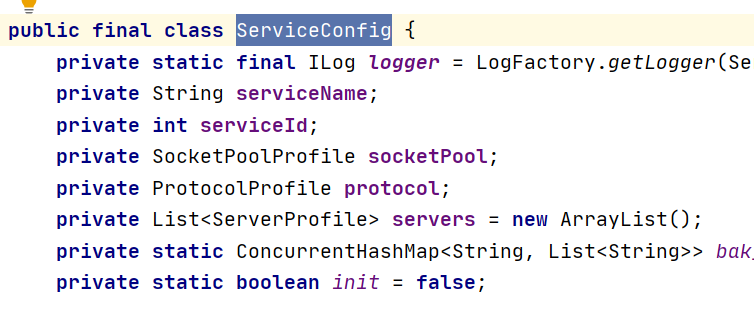 public final class ServiceConfig {
private static final ILog logger = LogFactory.getLogger(Se
private String serviceName;
private int serviceId;
private SocketPoolProfile socketPool;
private ProtocolProfile protocol;
private List<ServerProfile> servers = new ArrayList();
private static ConcurrentHashMap<String, List<String>> bak
private static boolean init = false;